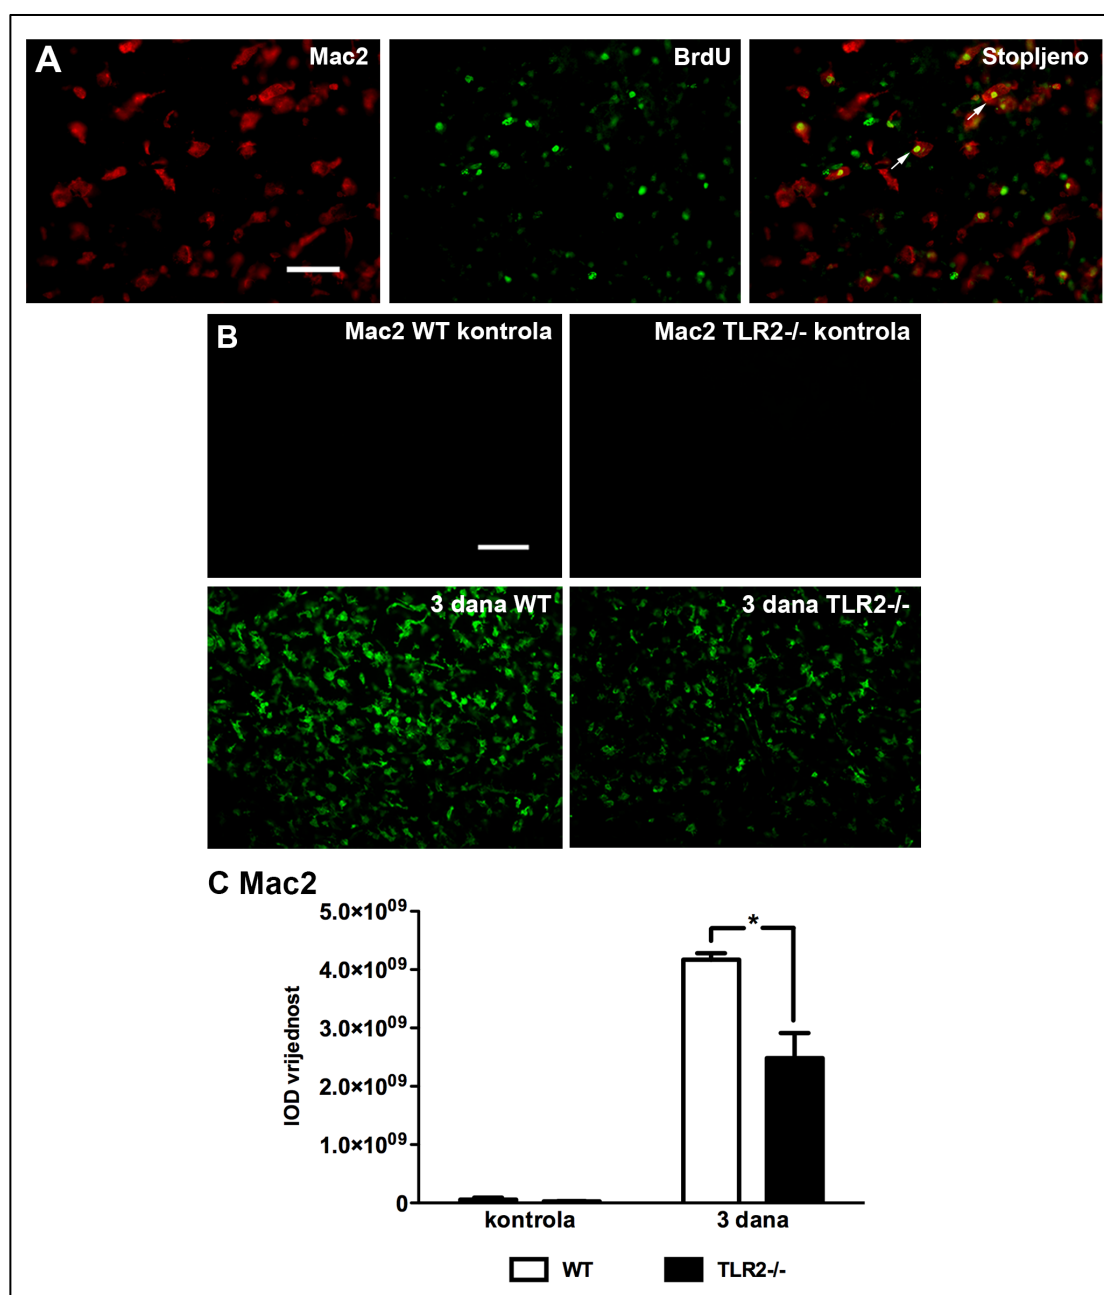 A Mac2 BrdU Stopljeno
B Mac2 WT kontrola Mac2 TLR2-/- kontrola
3 dana WT 3 dana TLR2-/-
C Mac2
5.0×10⁰⁹
4.0×10⁰⁹
3.0×10⁰⁹
2.0×10⁰⁹
1.0×10⁰⁹
0
IOD vrijednost
*
kontrola 3 dana
WT TLR2-/-